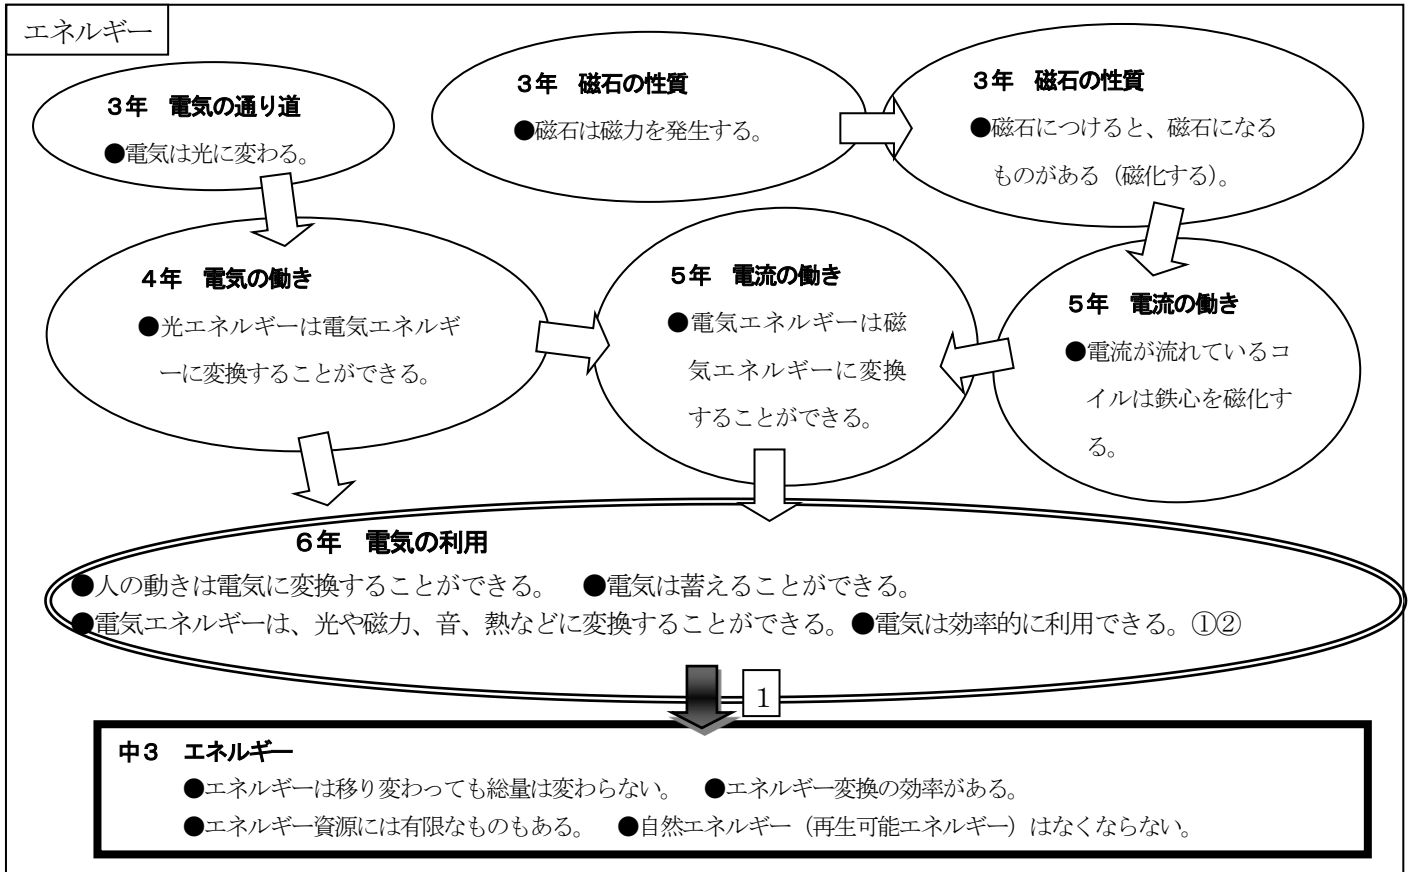 エネルギー
3年　電気の通り道
●電気は光に変わる。
3年　磁石の性質
●磁石は磁力を発生する。
3年　磁石の性質
●磁石につけると、磁石になる
ものがある（磁化する）。
4年　電気の働き
●光エネルギーは電気エネルギ
ーに変換することができる。
5年　電流の働き
●電気エネルギーは磁
気エネルギーに変換
することができる。
5年　電流の働き
●電流が流れているコ
イルは鉄心を磁化す
る。
6年　電気の利用
●人の動きは電気に変換することができる。　●電気は蓄えることができる。
●電気エネルギーは、光や磁力、音、熱などに変換することができる。●電気は効率的に利用できる。①②
1
中3　エネルギー
●エネルギーは移り変わっても総量は変わらない。　●エネルギー変換の効率がある。
●エネルギー資源には有限なものもある。　●自然エネルギー（再生可能エネルギー）はなくならない。